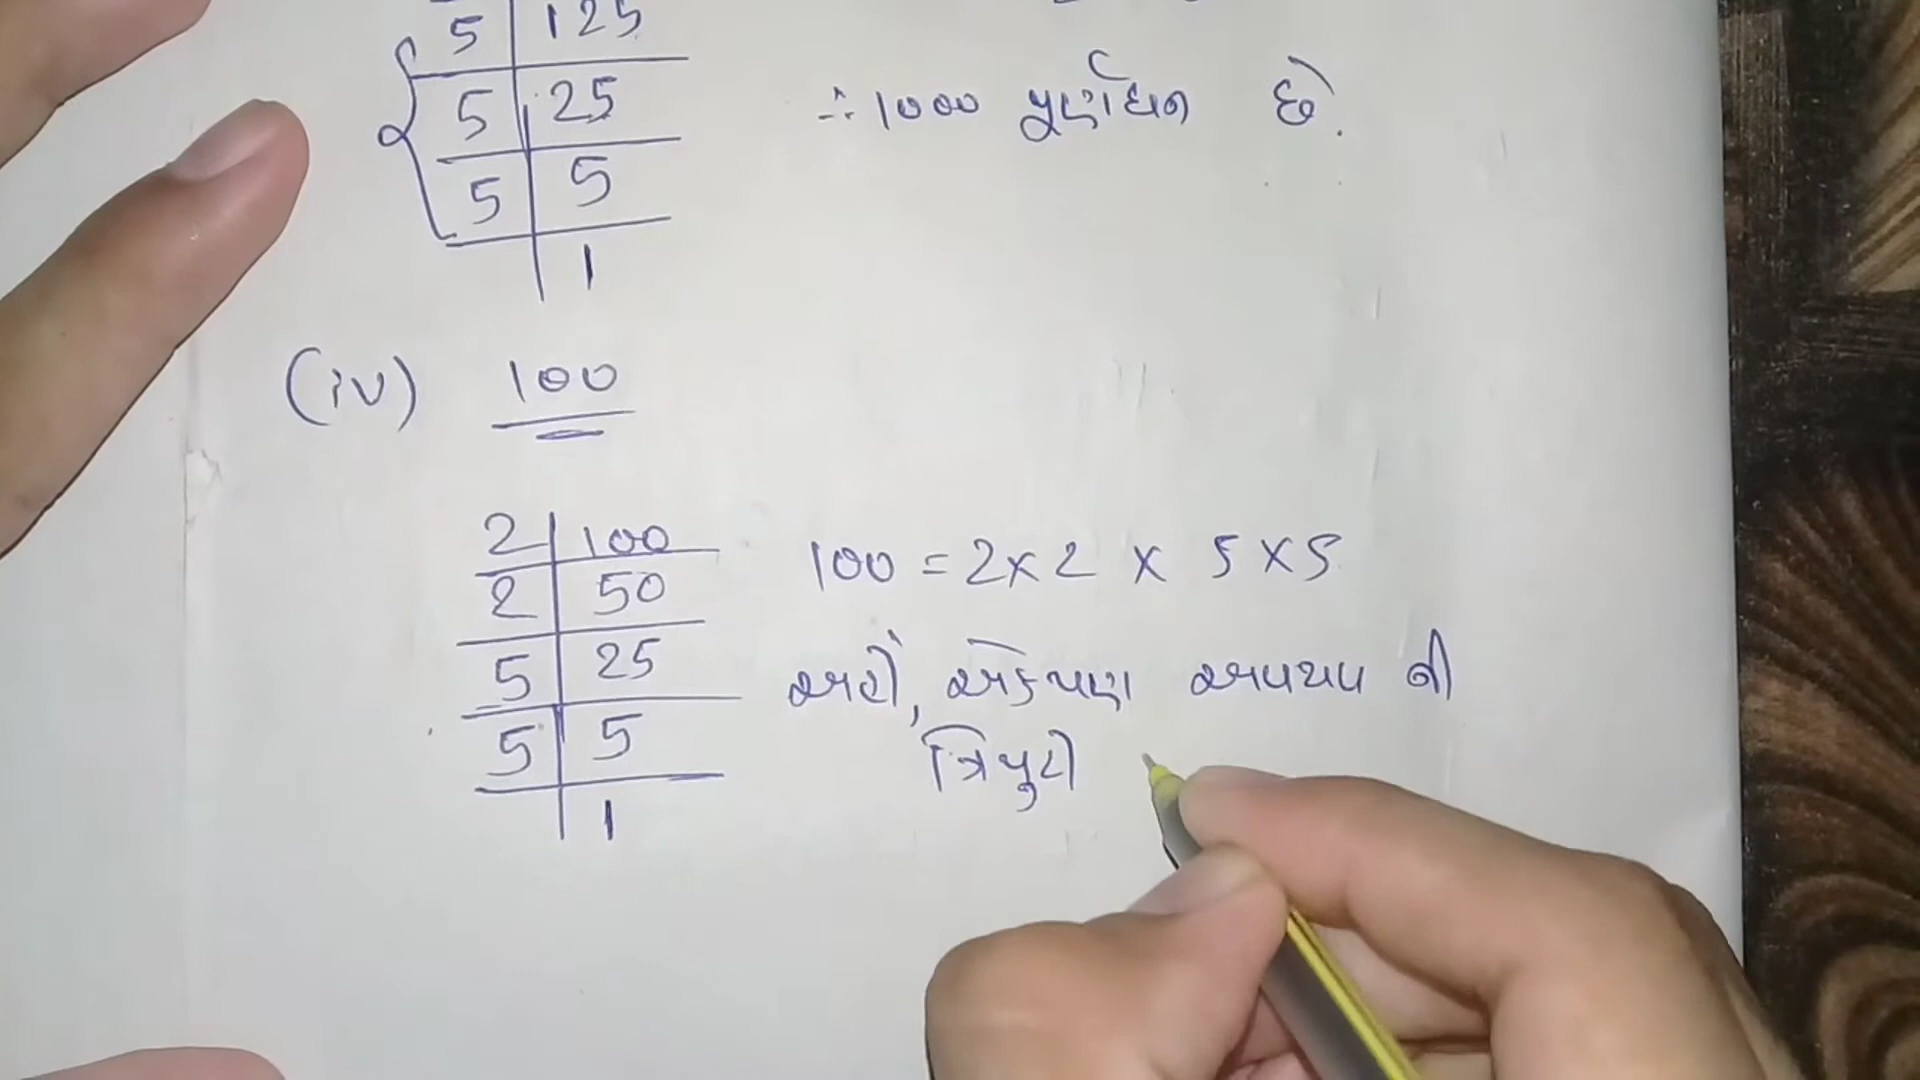 5 | 125
5 | 25
∴ 1000 પૂર્ણઘન છે.
5 | 5
1
(iv) 100
2 | 100
100 = 2 x 2 x 5 x 5
2 | 50
5 | 25
અહીં, એકપણ અવયવ ની
5 | 5
ત્રિપુટી
1